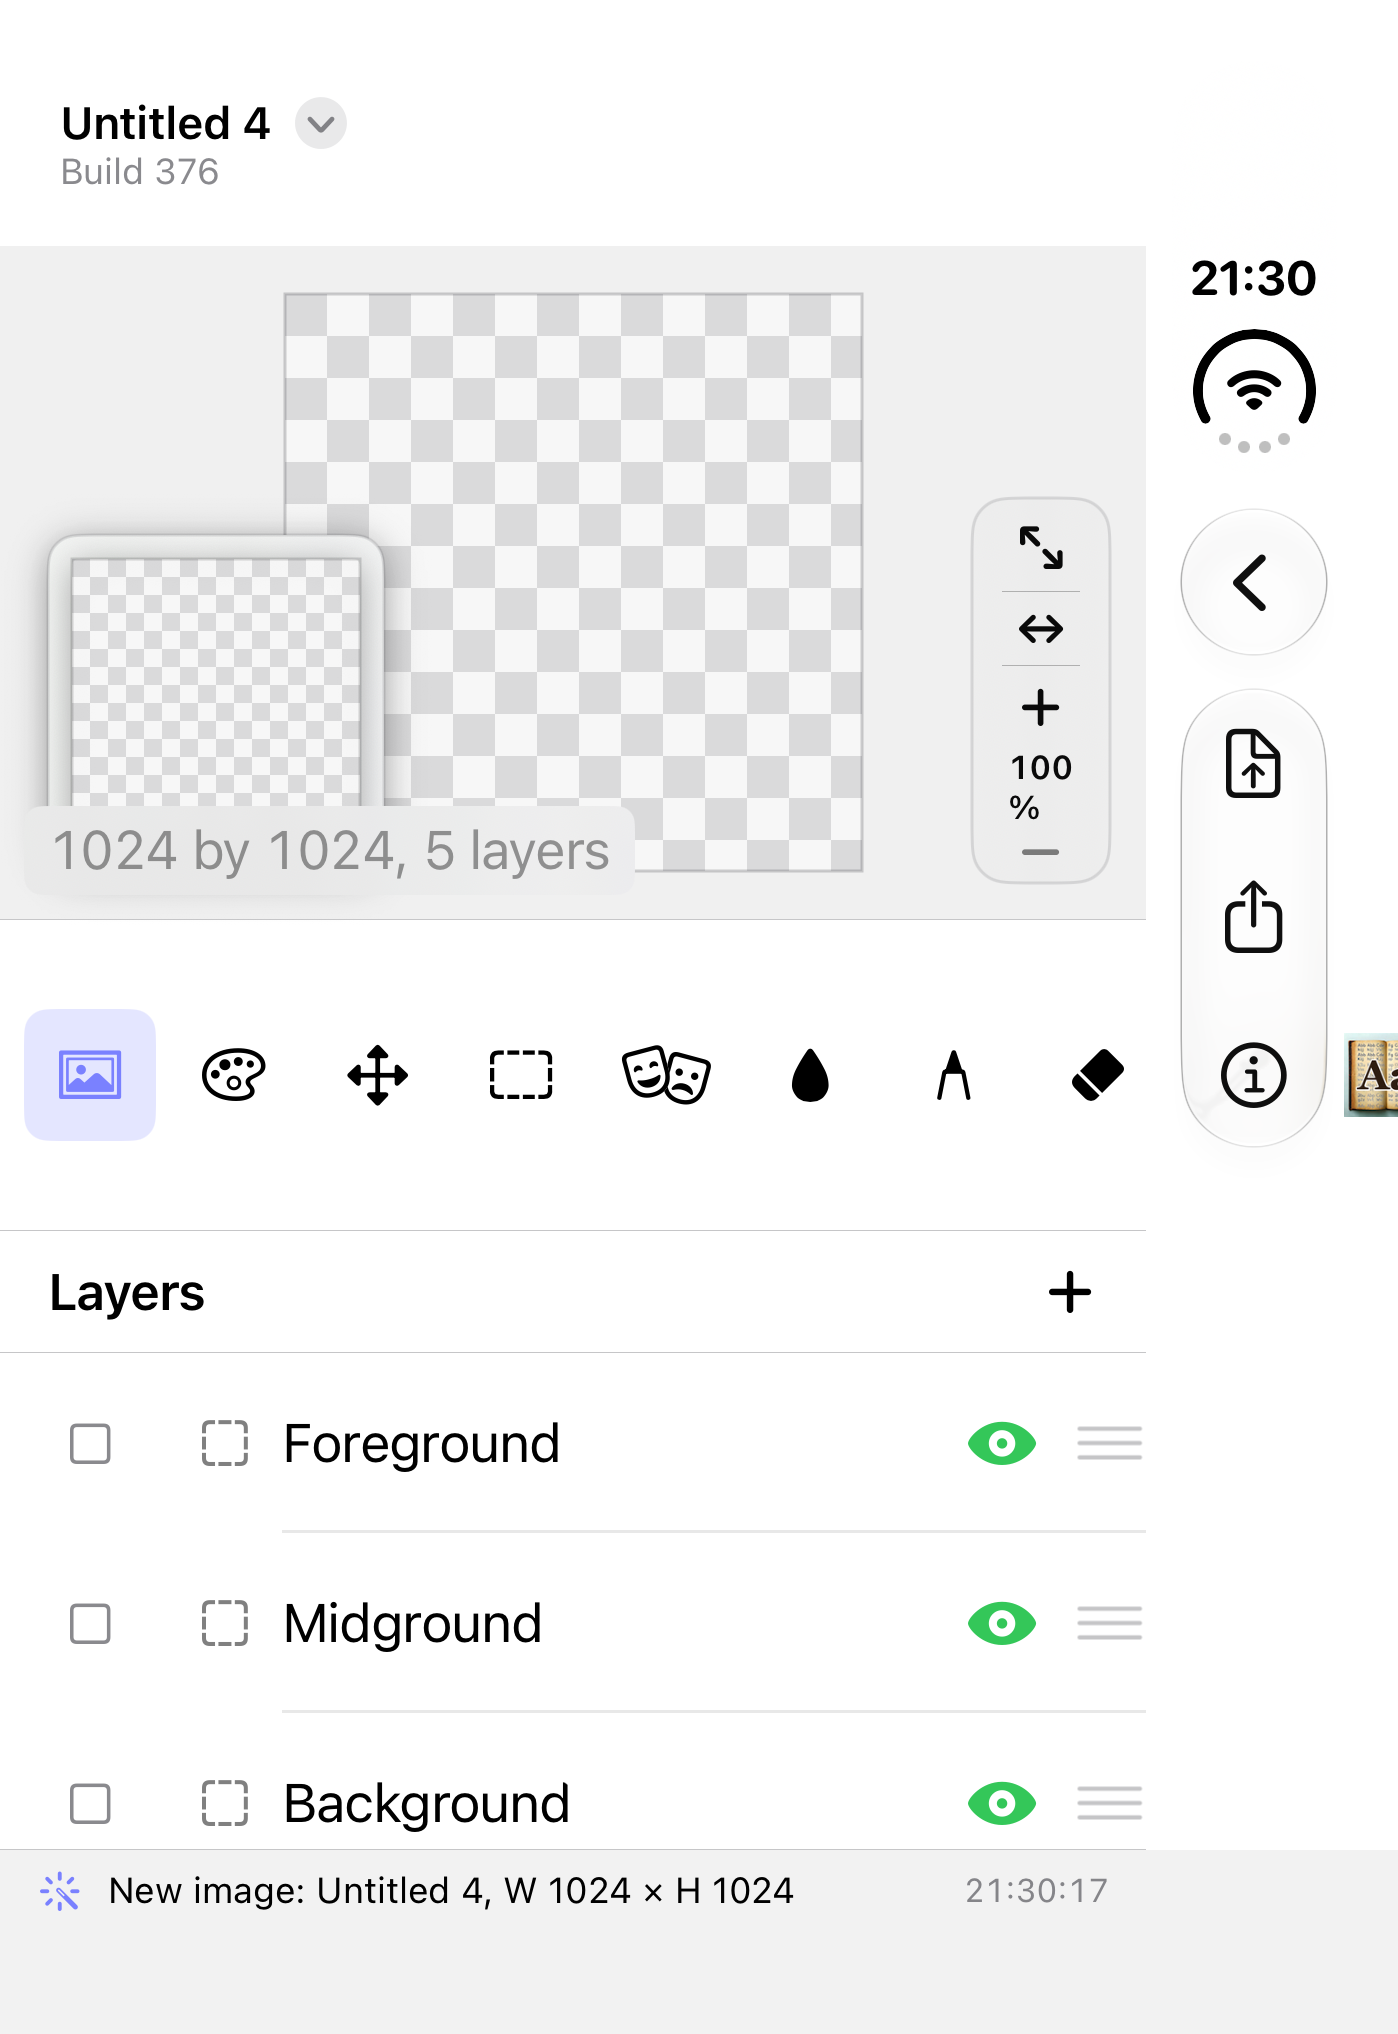 Untitled 4
Build 376
21:30
100
%
1024 by 1024, 5 layers
Layers
Foreground
Midground
Background
New image: Untitled 4, W 1024 × H 1024
21:30:17